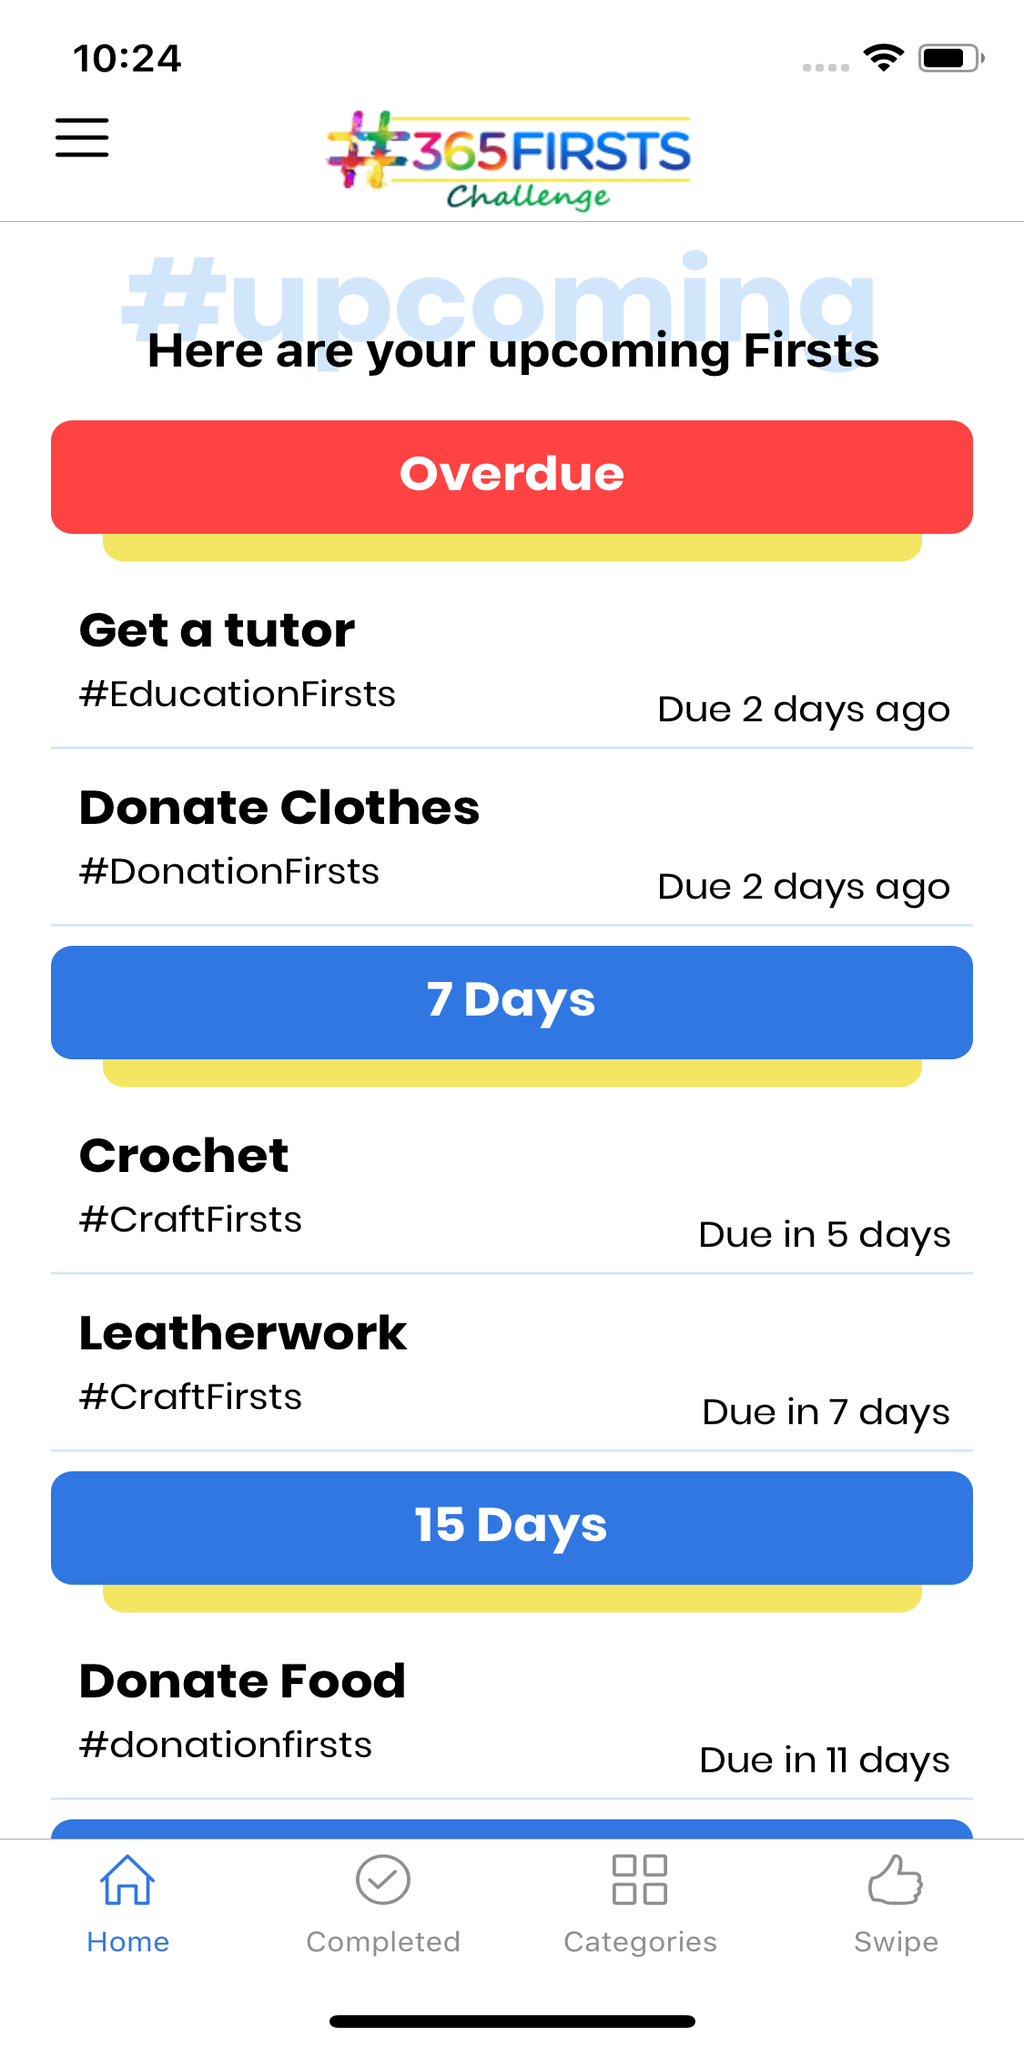 10:24
#365FIRSTS
Challenge
#upcoming
Here are your upcoming Firsts
Overdue
Get a tutor
#EducationFirsts
Due 2 days ago
Donate Clothes
#DonationFirsts
Due 2 days ago
7 Days
Crochet
#CraftFirsts
Due in 5 days
Leatherwork
#CraftFirsts
Due in 7 days
15 Days
Donate Food
#donationfirsts
Due in 11 days
Home
Completed
Categories
Swipe